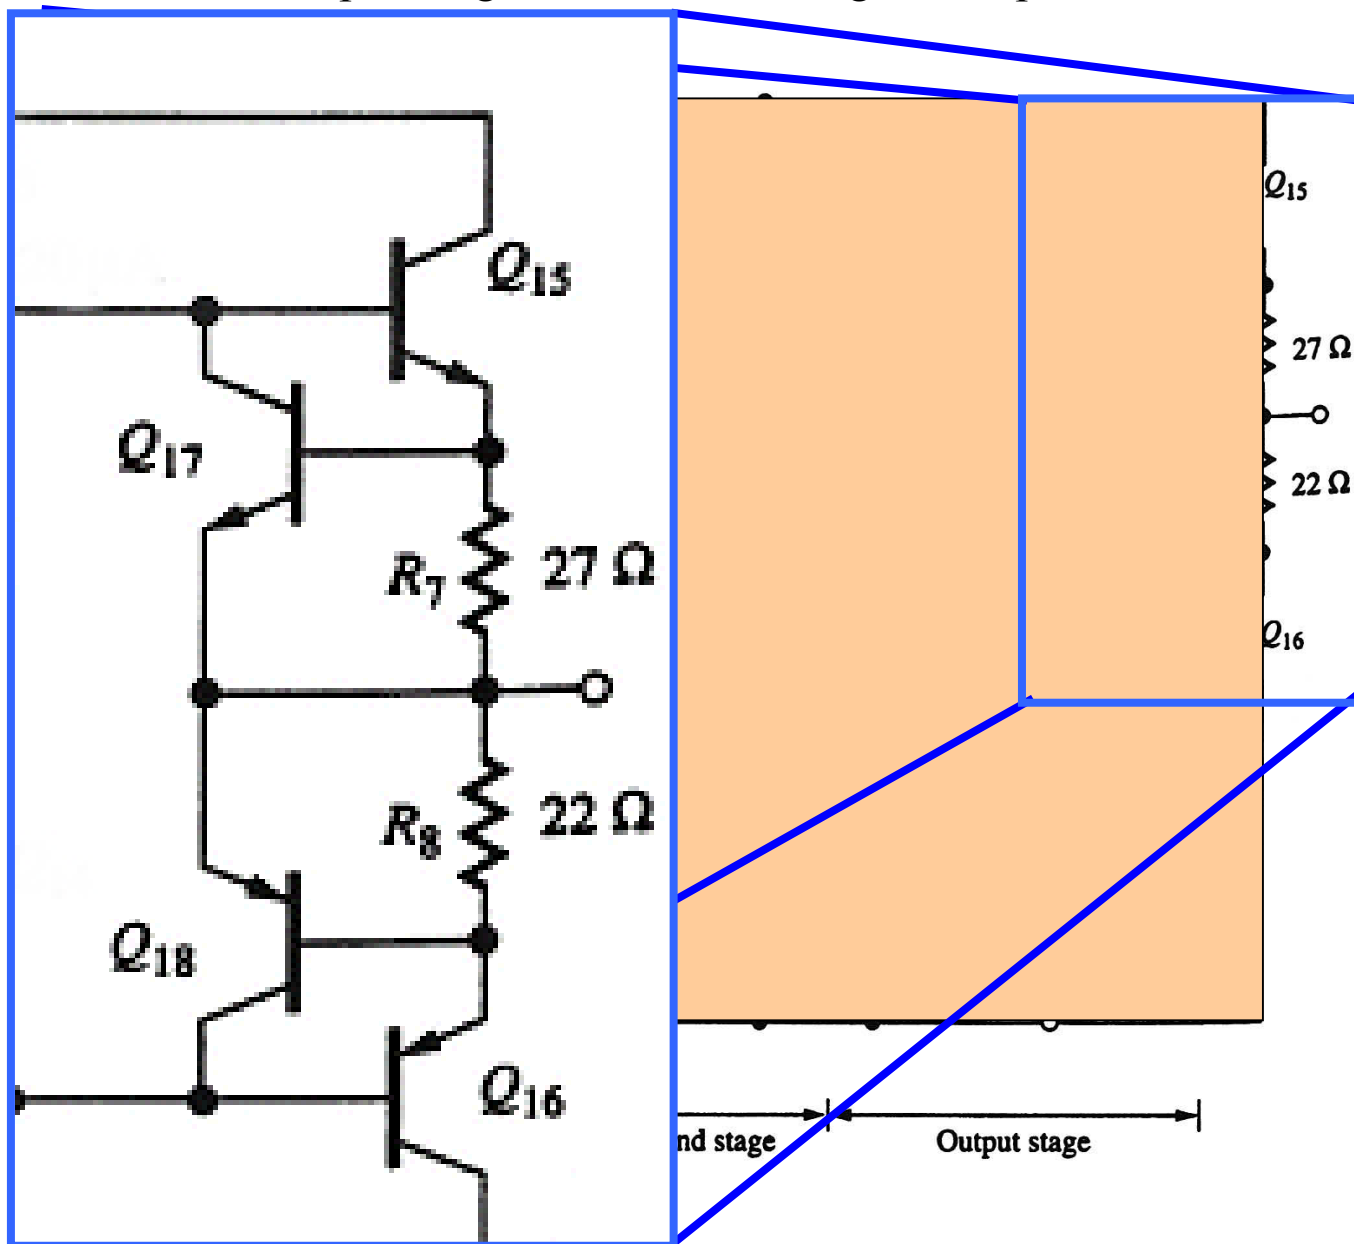 Q15
Q17
R7 27 Ω
R8 22 Ω
Q18
Q16
Q15
27 Ω
22 Ω
Q16
nd stage
Output stage